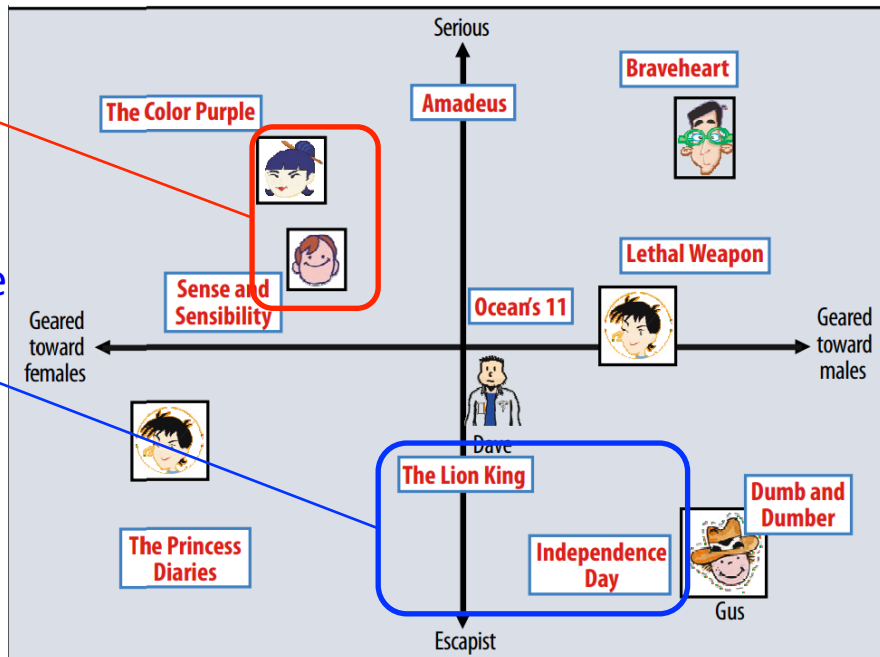 Serious
Braveheart
The Color Purple
Amadeus
Lethal Weapon
e
Sense and
Sensibility
Ocean's 11
Geared
toward
females
Geared
toward
males
Dave
The Lion King
Dumb and
Dumber
The Princess
Diaries
Independence
Day
Gus
Escapist